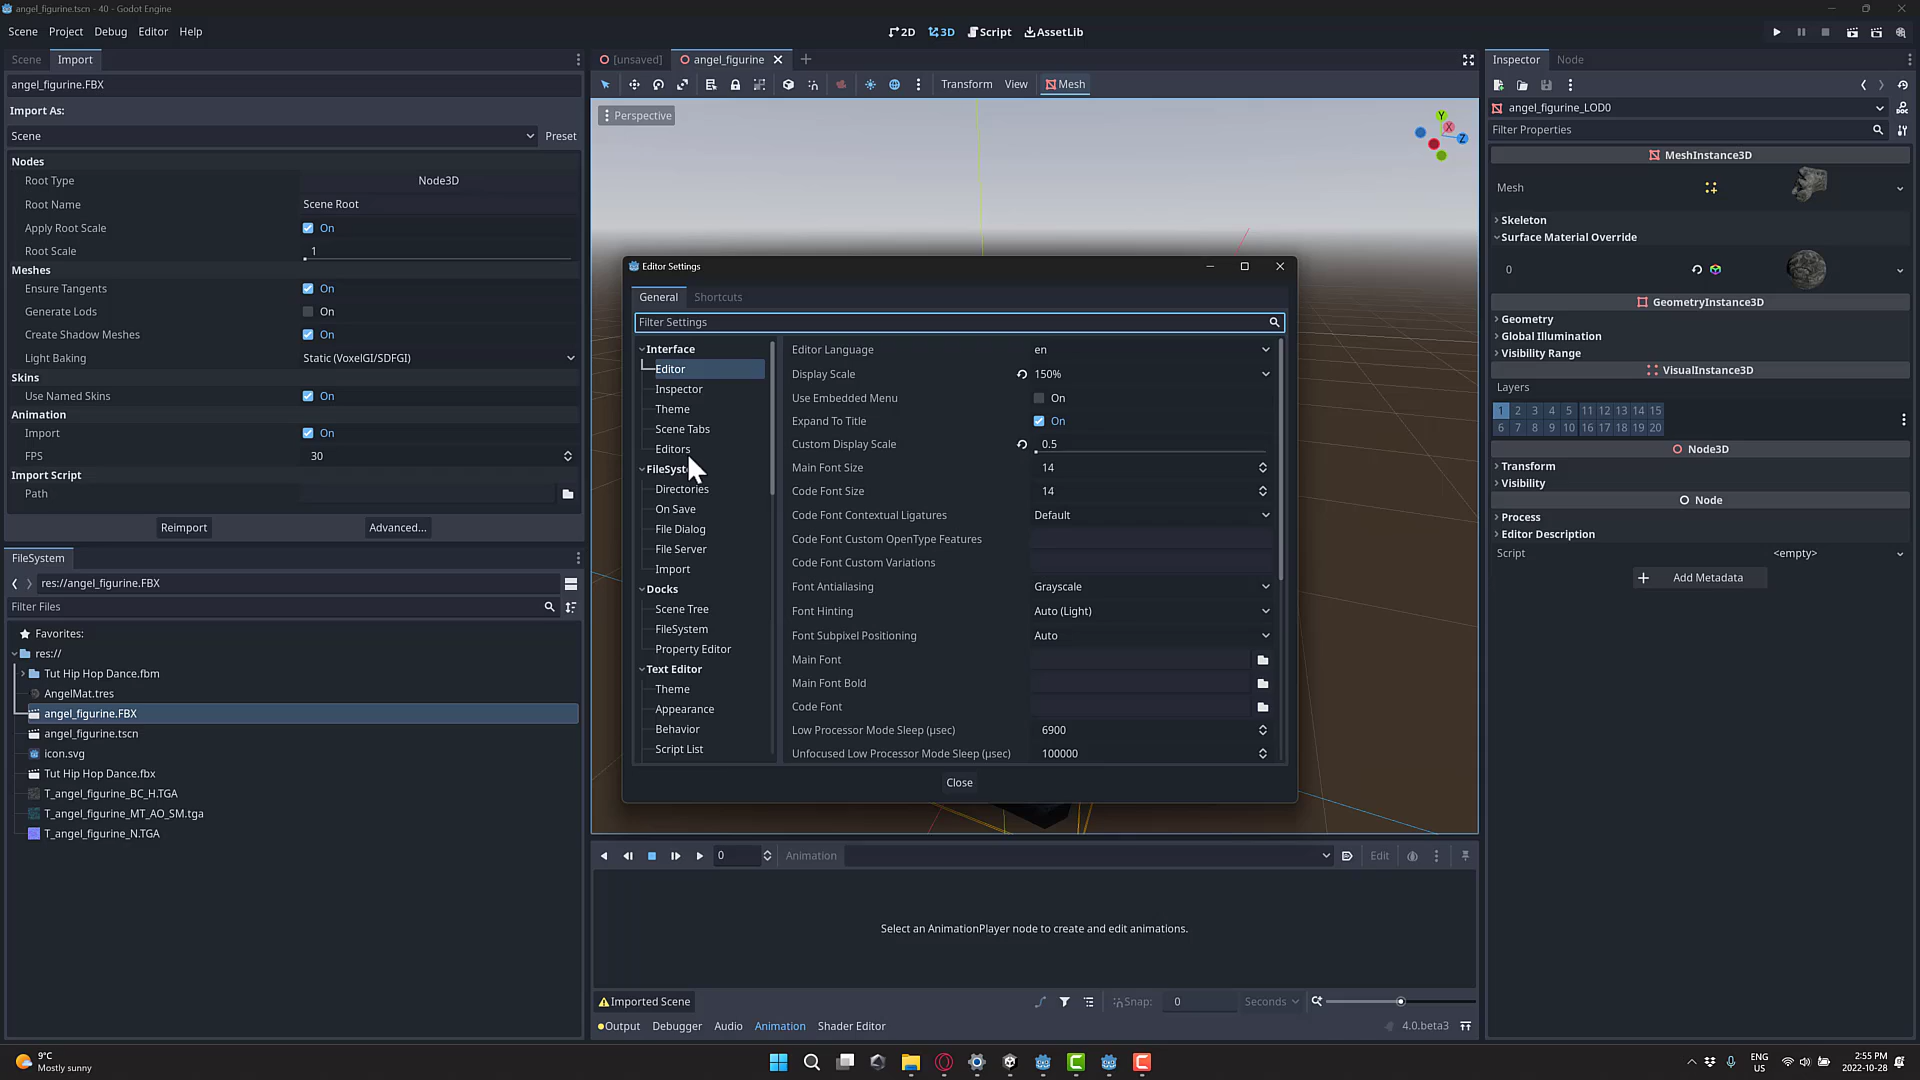 angel_figurine.tscn - 40 - Godot Engine
Scene Project Debug Editor Help
2D 3D Script AssetLib
Scene Import
angel_figurine.FBX
Import As:
Scene Preset
Nodes
Root Type Node3D
Root Name Scene Root
Apply Root Scale On
Root Scale 1
Meshes
Ensure Tangents On
Generate Lods On
Create Shadow Meshes On
Light Baking Static (VoxelGI/SDFGI)
Skins
Use Named Skins On
Animation
Import On
FPS 30
Import Script
Path
Reimport Advanced...
FileSystem
res://angel_figurine.FBX
Filter Files
Favorites:
res://
Tut Hip Hop Dance.fbm
AngelMat.tres
angel_figurine.FBX
angel_figurine.tscn
icon.svg
Tut Hip Hop Dance.fbx
T_angel_figurine_BC_H.TGA
T_angel_figurine_MT_AO_SM.tga
T_angel_figurine_N.TGA
[unsaved] angel_figurine
Transform View Mesh
Perspective
Y
X
Z
Editor Settings
General Shortcuts
Filter Settings
Interface
Editor
Inspector
Theme
Scene Tabs
Editors
Directories
On Save
File Dialog
File Server
Import
Docks
Scene Tree
FileSystem
Property Editor
Text Editor
Theme
Appearance
Behavior
Script List
Editor Language en
Display Scale 150%
Use Embedded Menu On
Expand To Title On
Custom Display Scale 0.5
Main Font Size 14
Code Font Size 14
Code Font Contextual Ligatures Default
Code Font Custom OpenType Features
Code Font Custom Variations
Font Antialiasing Grayscale
Font Hinting Auto (Light)
Font Subpixel Positioning Auto
Main Font
Main Font Bold
Code Font
Low Processor Mode Sleep (µsec) 6900
Unfocused Low Processor Mode Sleep (µsec) 100000
Close
0 Animation Edit
Select an AnimationPlayer node to create and edit animations.
Imported Scene Snap: 0 Seconds
Output Debugger Audio Animation Shader Editor 4.0.beta3
Inspector Node
angel_figurine_LOD0
DOC
Filter Properties
MeshInstance3D
Mesh
Skeleton
Surface Material Override
0
GeometryInstance3D
Geometry
Global Illumination
Visibility Range
VisualInstance3D
Layers
1 2 3 4 5 11 12 13 14 15
6 7 8 9 10 16 17 18 19 20
Node3D
Transform
Visibility
Node
Process
Editor Description
Script <empty>
Add Metadata
9°C
Mostly sunny
ENG
US
2:55 PM
2022-10-28